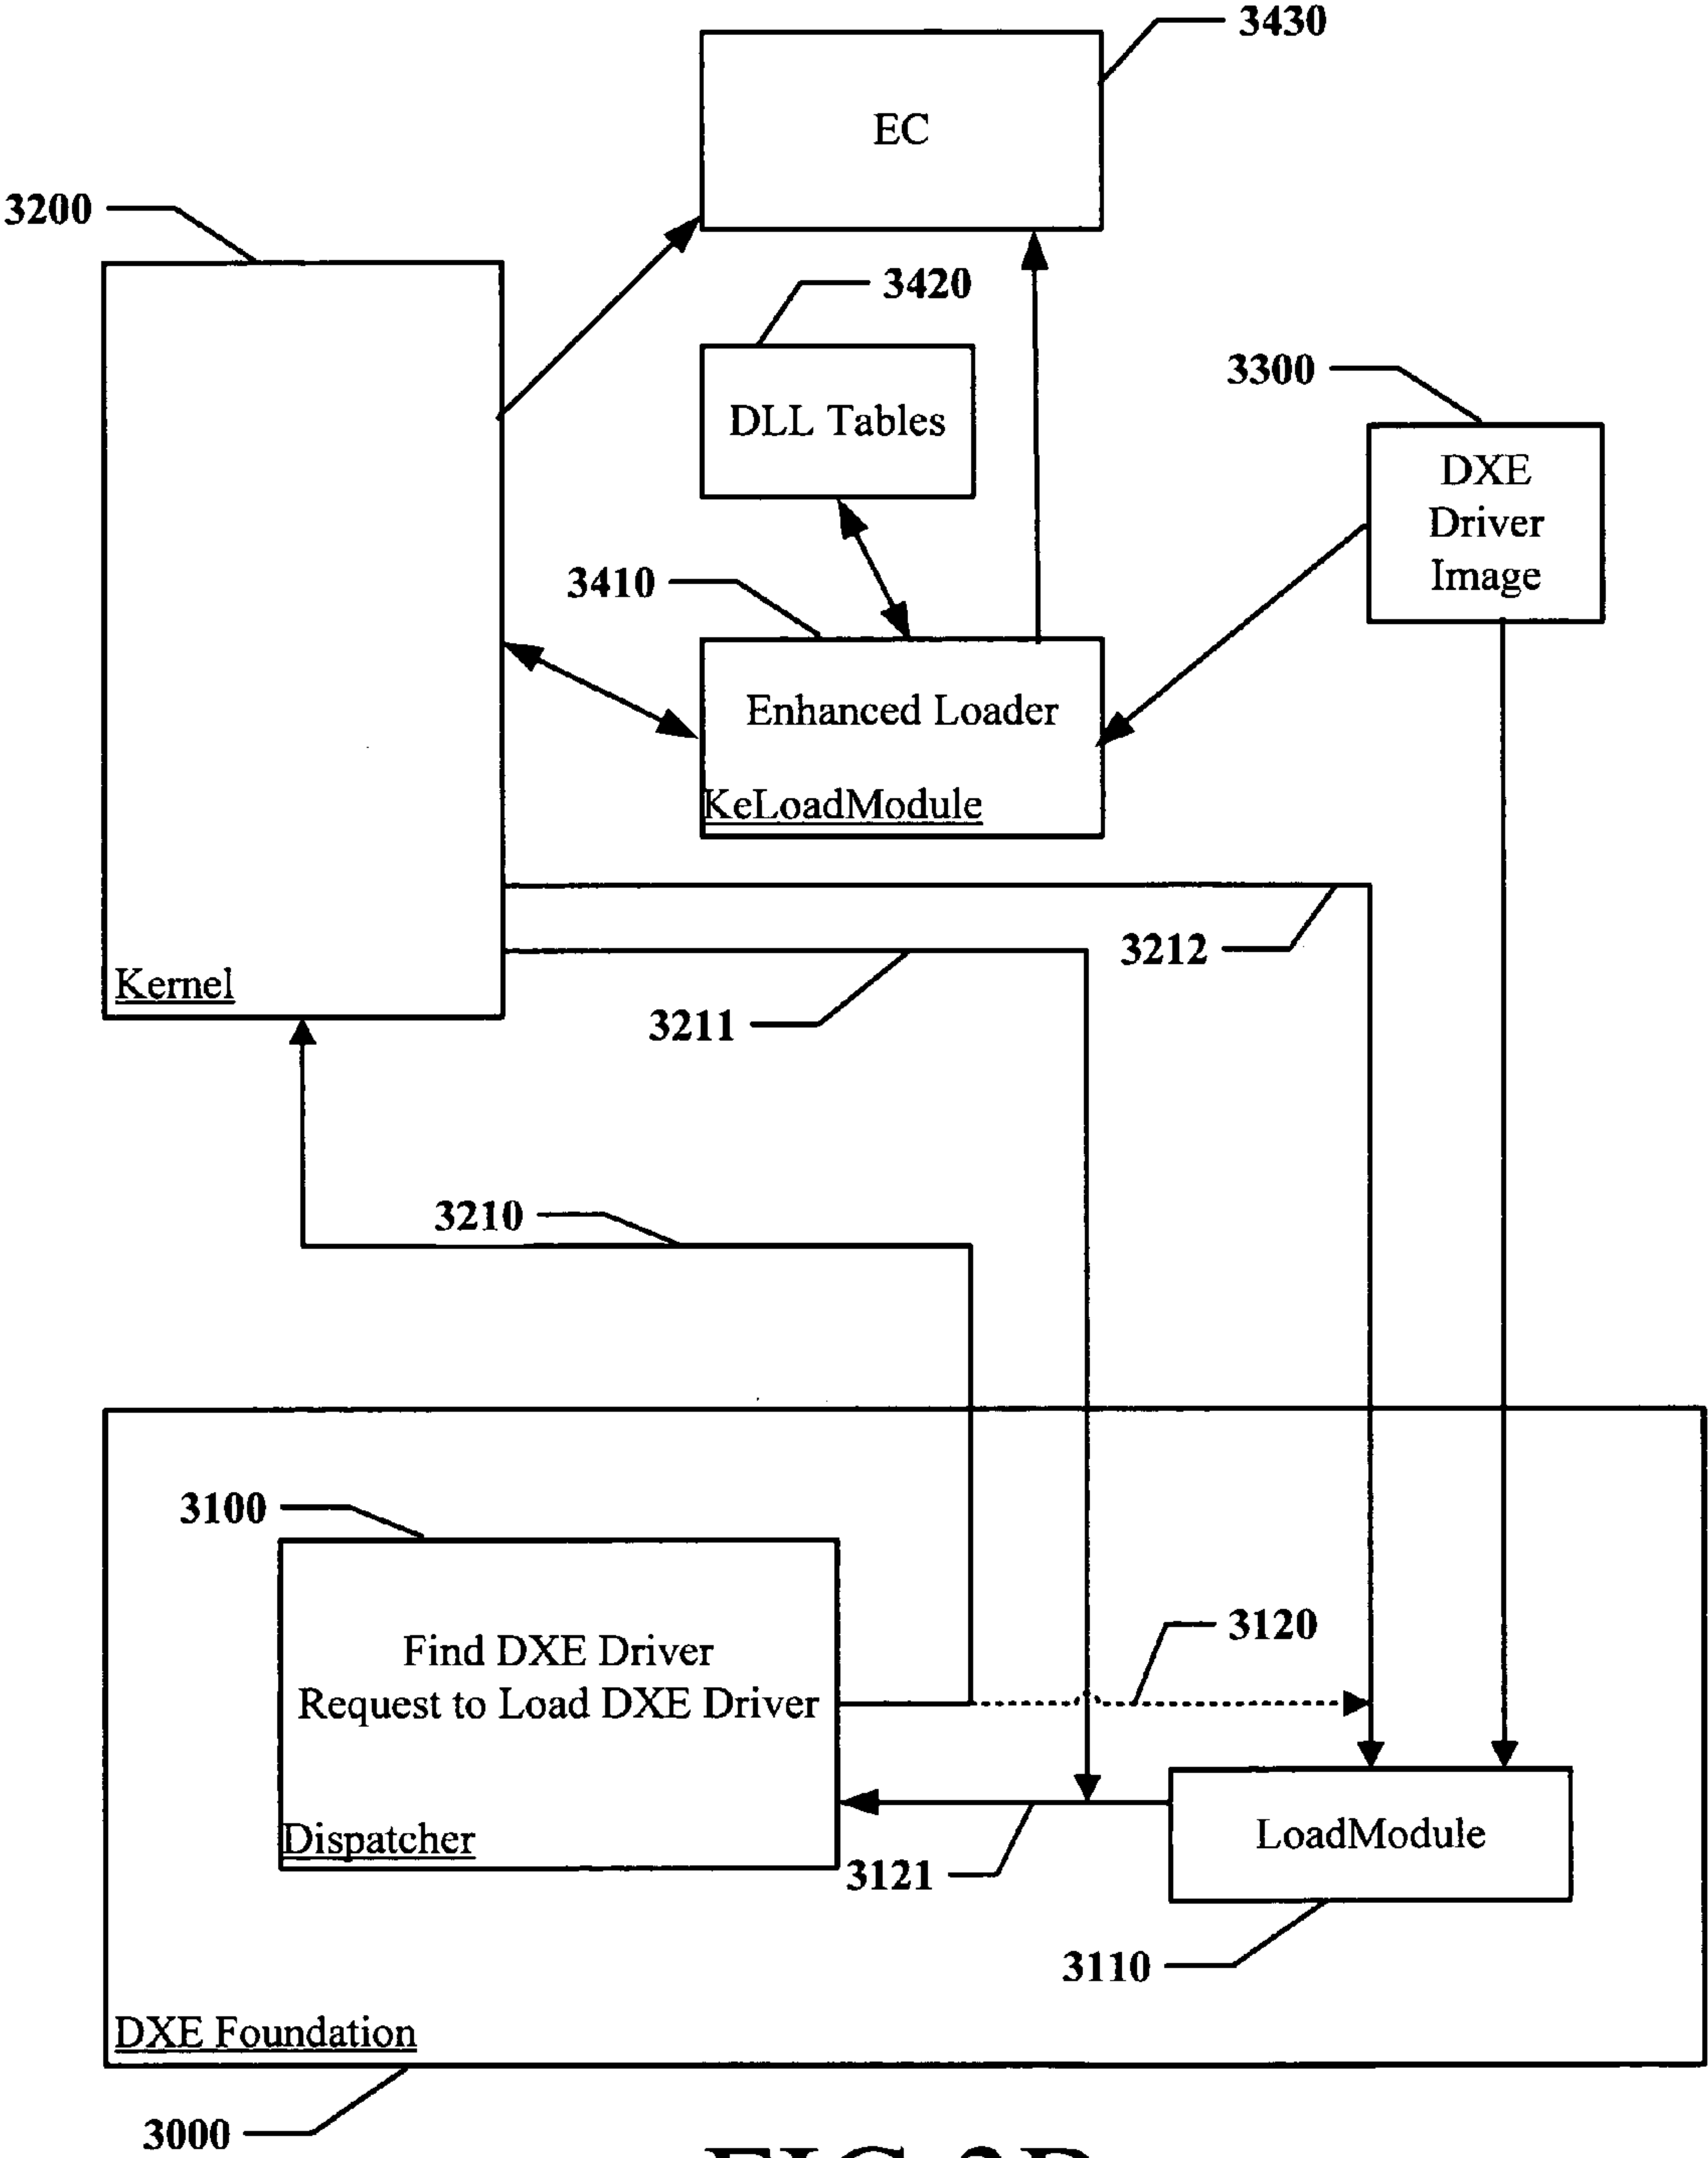 3430
EC
3200
3420
DLL Tables
3300
DXE
Driver
Image
3410
Enhanced Loader
KeLoadModule
3212
Kernel
3211
3210
3100
Find DXE Driver
Request to Load DXE Driver
3120
Dispatcher
LoadModule
3121
3110
DXE Foundation
3000